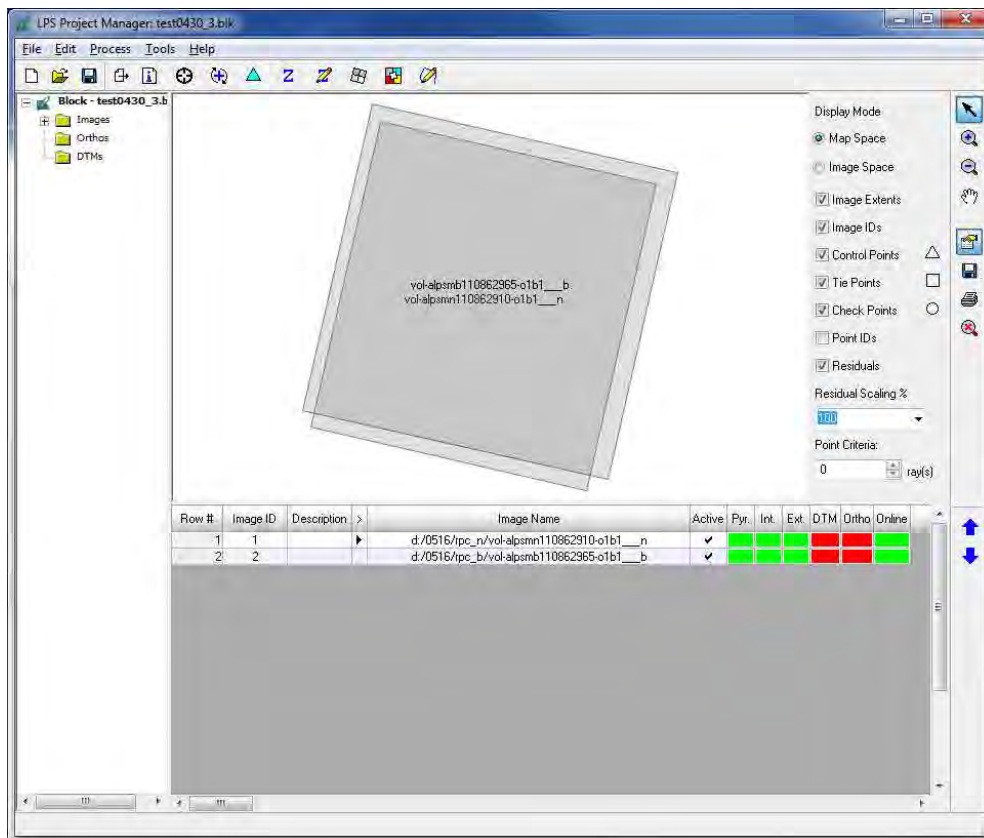 LPS Project Manager: test0430_3.blk
File Edit Process Tools Help
Block - test0430_3.b
Images
Orthos
DTMs
vol-alpsmb110862965-o1b1___b
vol-alpsmn110862910-o1b1___n
Display Mode
Map Space
Image Space
Image Extents
Image IDs
Control Points
Tie Points
Check Points
Point IDs
Residuals
Residual Scaling %
100
Point Criteria:
0 ray(s)
Row # Image ID Description > Image Name Active Pyr. Int. Ext. DTM Ortho Online
1 1 d:/0516/rpc_n/vol-alpsmn110862910-o1b1___n
2 2 d:/0516/rpc_b/vol-alpsmb110862965-o1b1___b